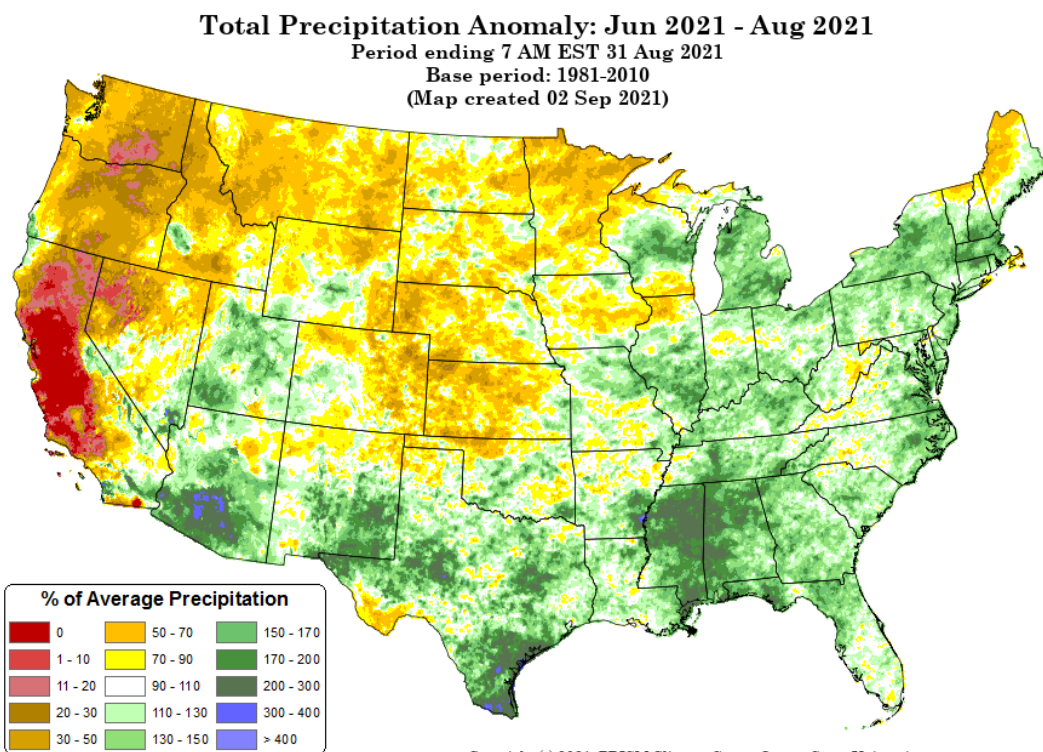 Total Precipitation Anomaly: Jun 2021 - Aug 2021
Period ending 7 AM EST 31 Aug 2021
Base period: 1981-2010
(Map created 02 Sep 2021)
% of Average Precipitation
0
50 - 70
150 - 170
1 - 10
70 - 90
170 - 200
11 - 20
90 - 110
200 - 300
20 - 30
110 - 130
300 - 400
30 - 50
130 - 150
> 400